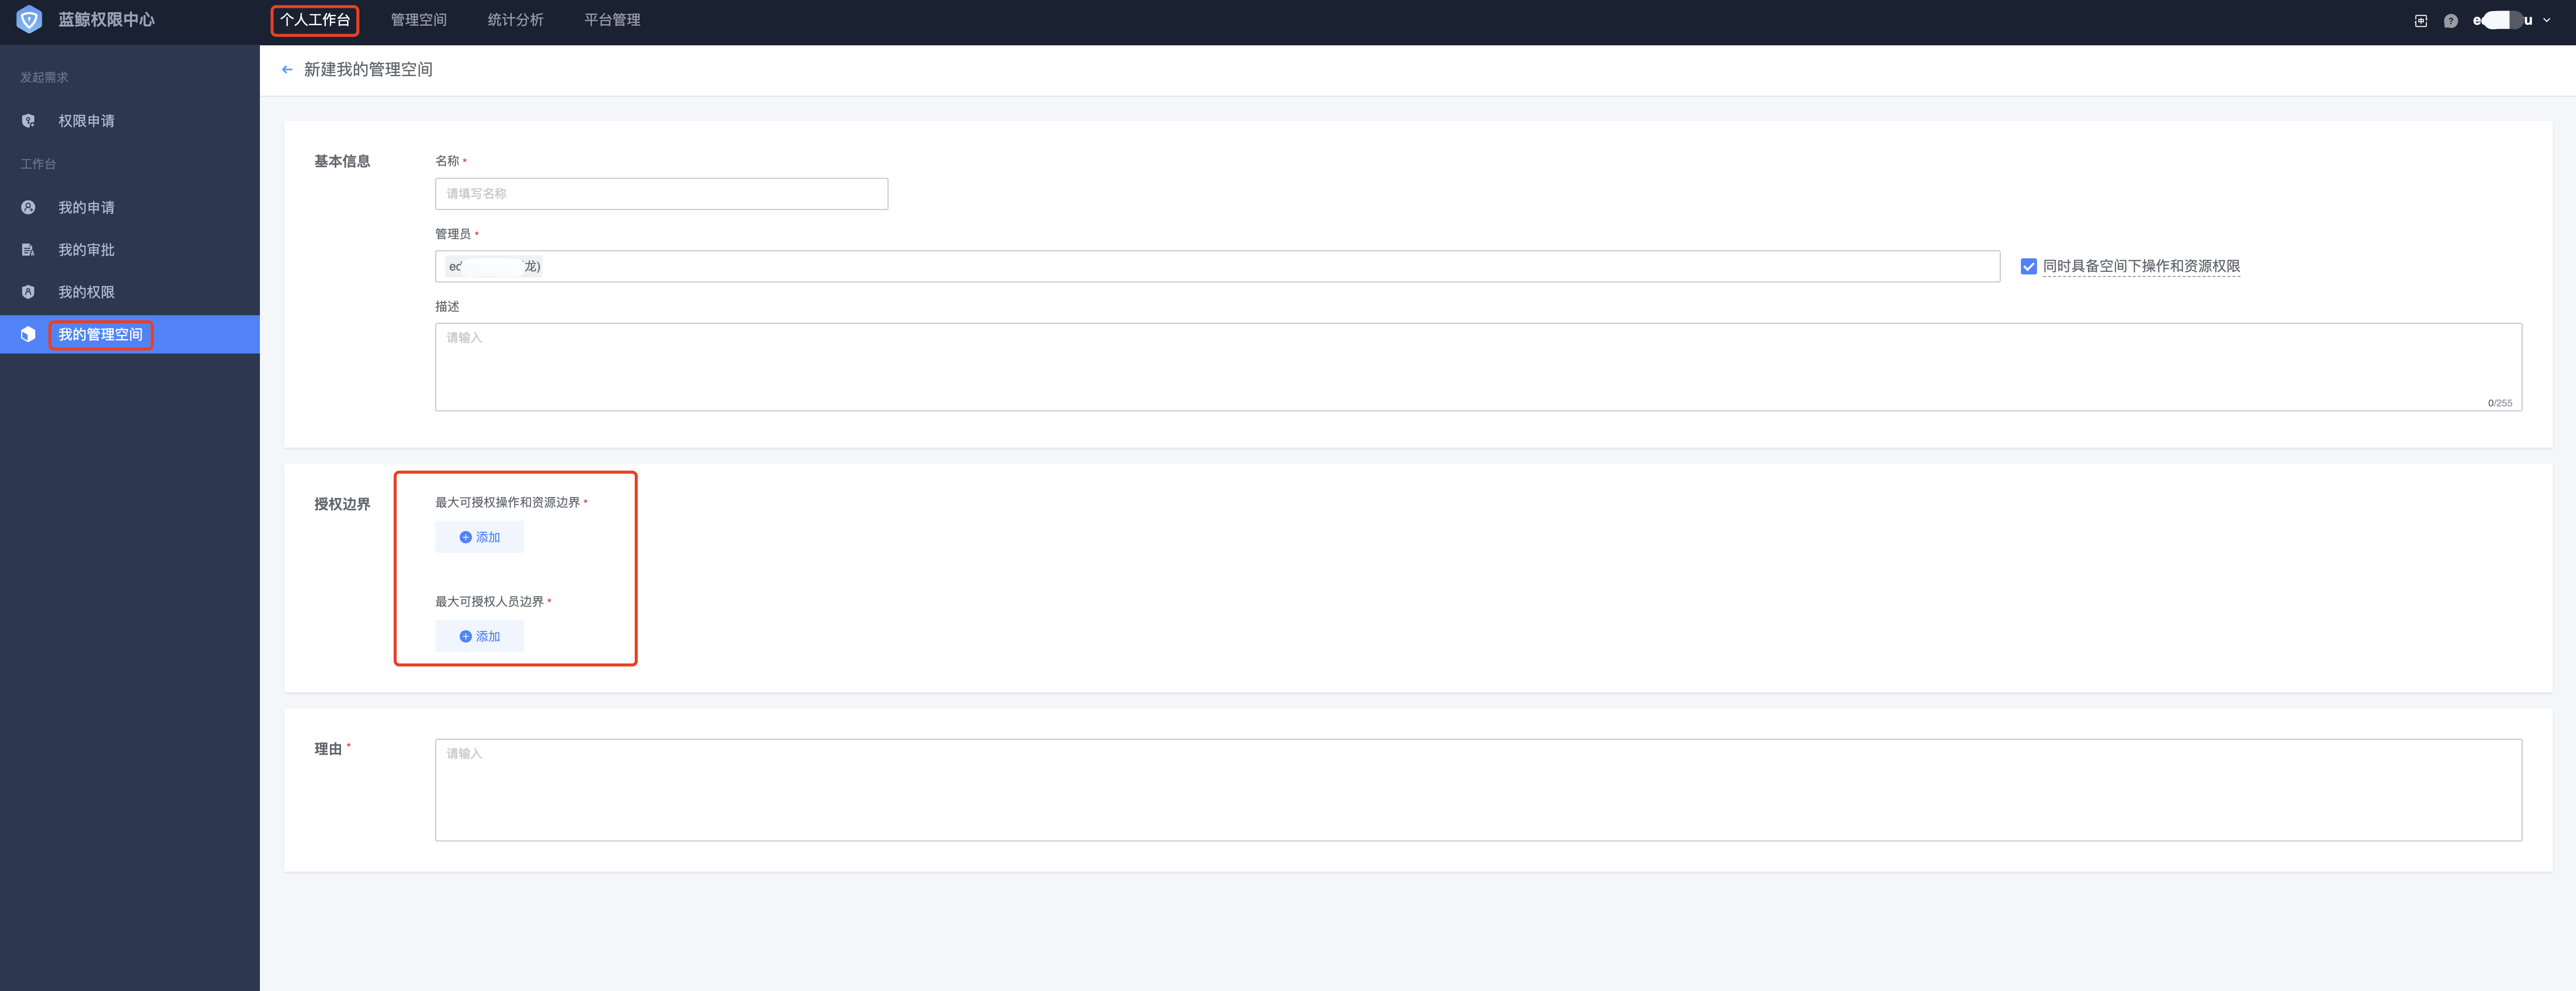 蓝鲸权限中心
个人工作台
管理空间
统计分析
平台管理
发起需求
权限申请
工作台
我的申请
我的审批
我的权限
我的管理空间
新建我的管理空间
基本信息
名称 *
请填写名称
管理员 *
龙)
同时具备空间下操作和资源权限
描述
请输入
0/255
授权边界
最大可授权操作和资源边界 *
添加
最大可授权人员边界 *
添加
理由 *
请输入